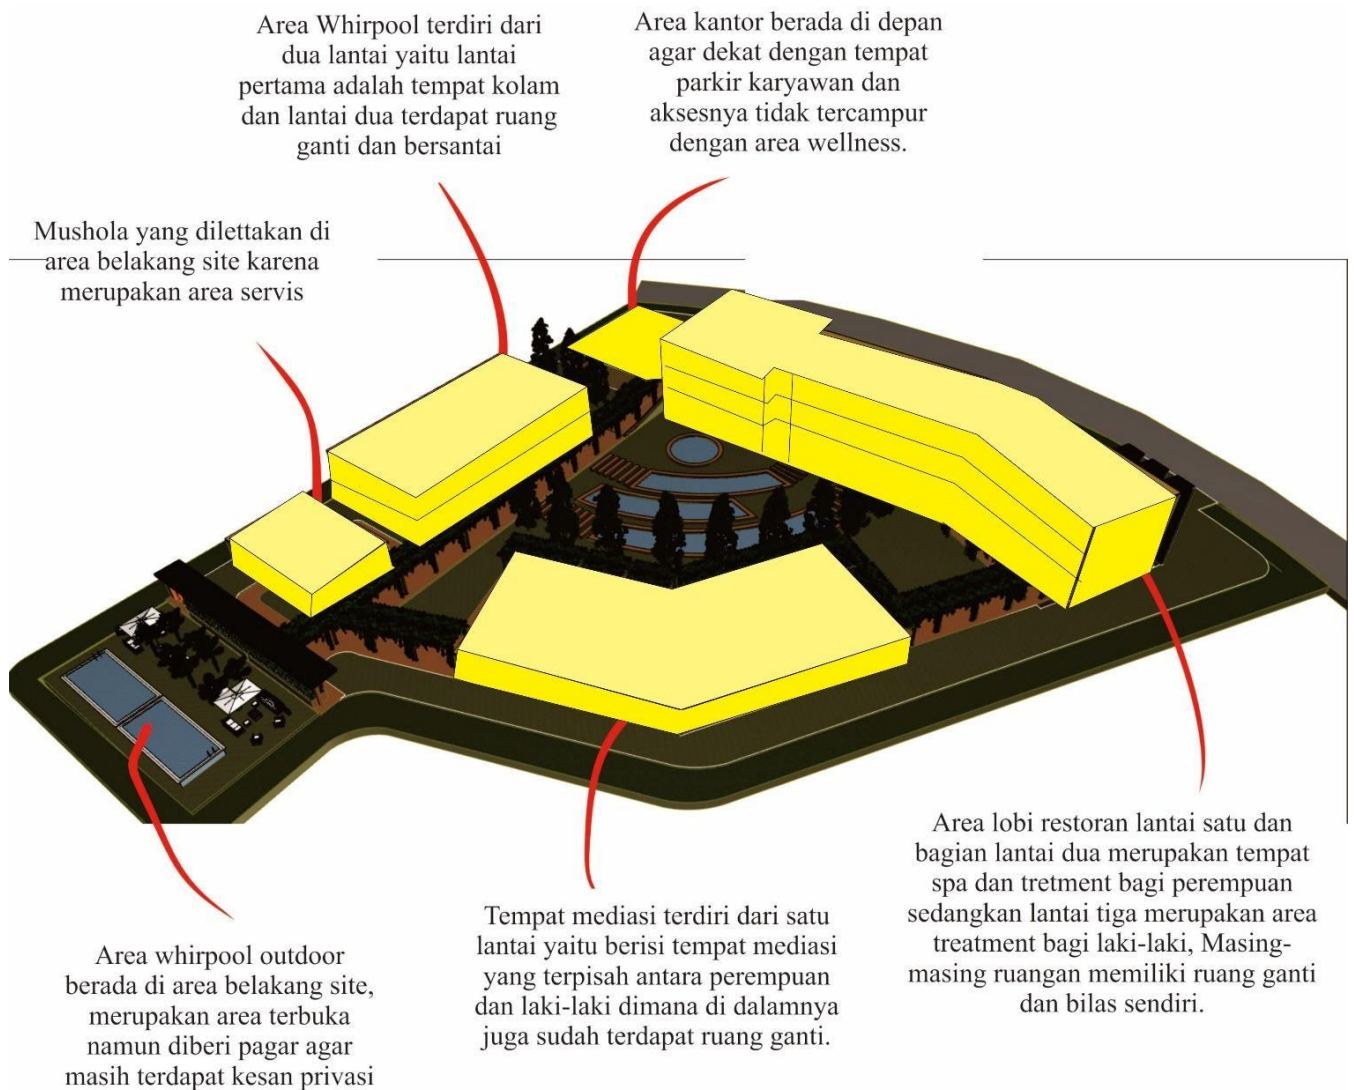 Area Whirpool terdiri dari
dua lantai yaitu lantai
pertama adalah tempat kolam
dan lantai dua terdapat ruang
ganti dan bersantai
Area kantor berada di depan
agar dekat dengan tempat
parkir karyawan dan
aksesnya tidak tercampur
dengan area wellness.
Mushola yang dilettakan di
area belakang site karena
merupakan area servis
Area whirpool outdoor
berada di area belakang site,
merupakan area terbuka
namun diberi pagar agar
masih terdapat kesan privasi
Tempat mediasi terdiri dari satu
lantai yaitu berisi tempat mediasi
yang terpisah antara perempuan
dan laki-laki dimana di dalamnya
juga sudah terdapat ruang ganti.
Area lobi restoran lantai satu dan
bagian lantai dua merupakan tempat
spa dan tretment bagi perempuan
sedangkan lantai tiga merupakan area
treatment bagi laki-laki, Masing-
masing ruangan memiliki ruang ganti
dan bilas sendiri.